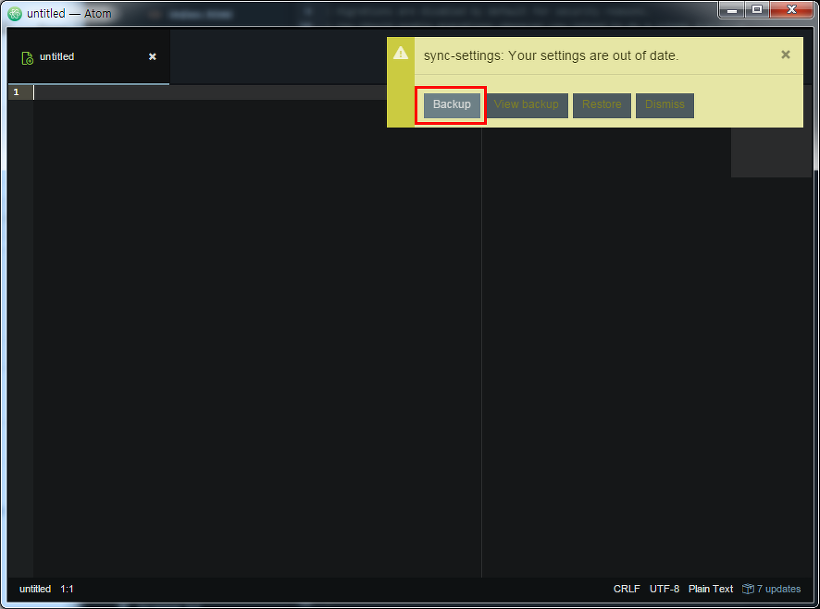 untitled — Atom
untitled
sync-settings: Your settings are out of date.
Backup View backup Restore Dismiss
1
untitled 1:1 CRLF UTF-8 Plain Text 7 updates